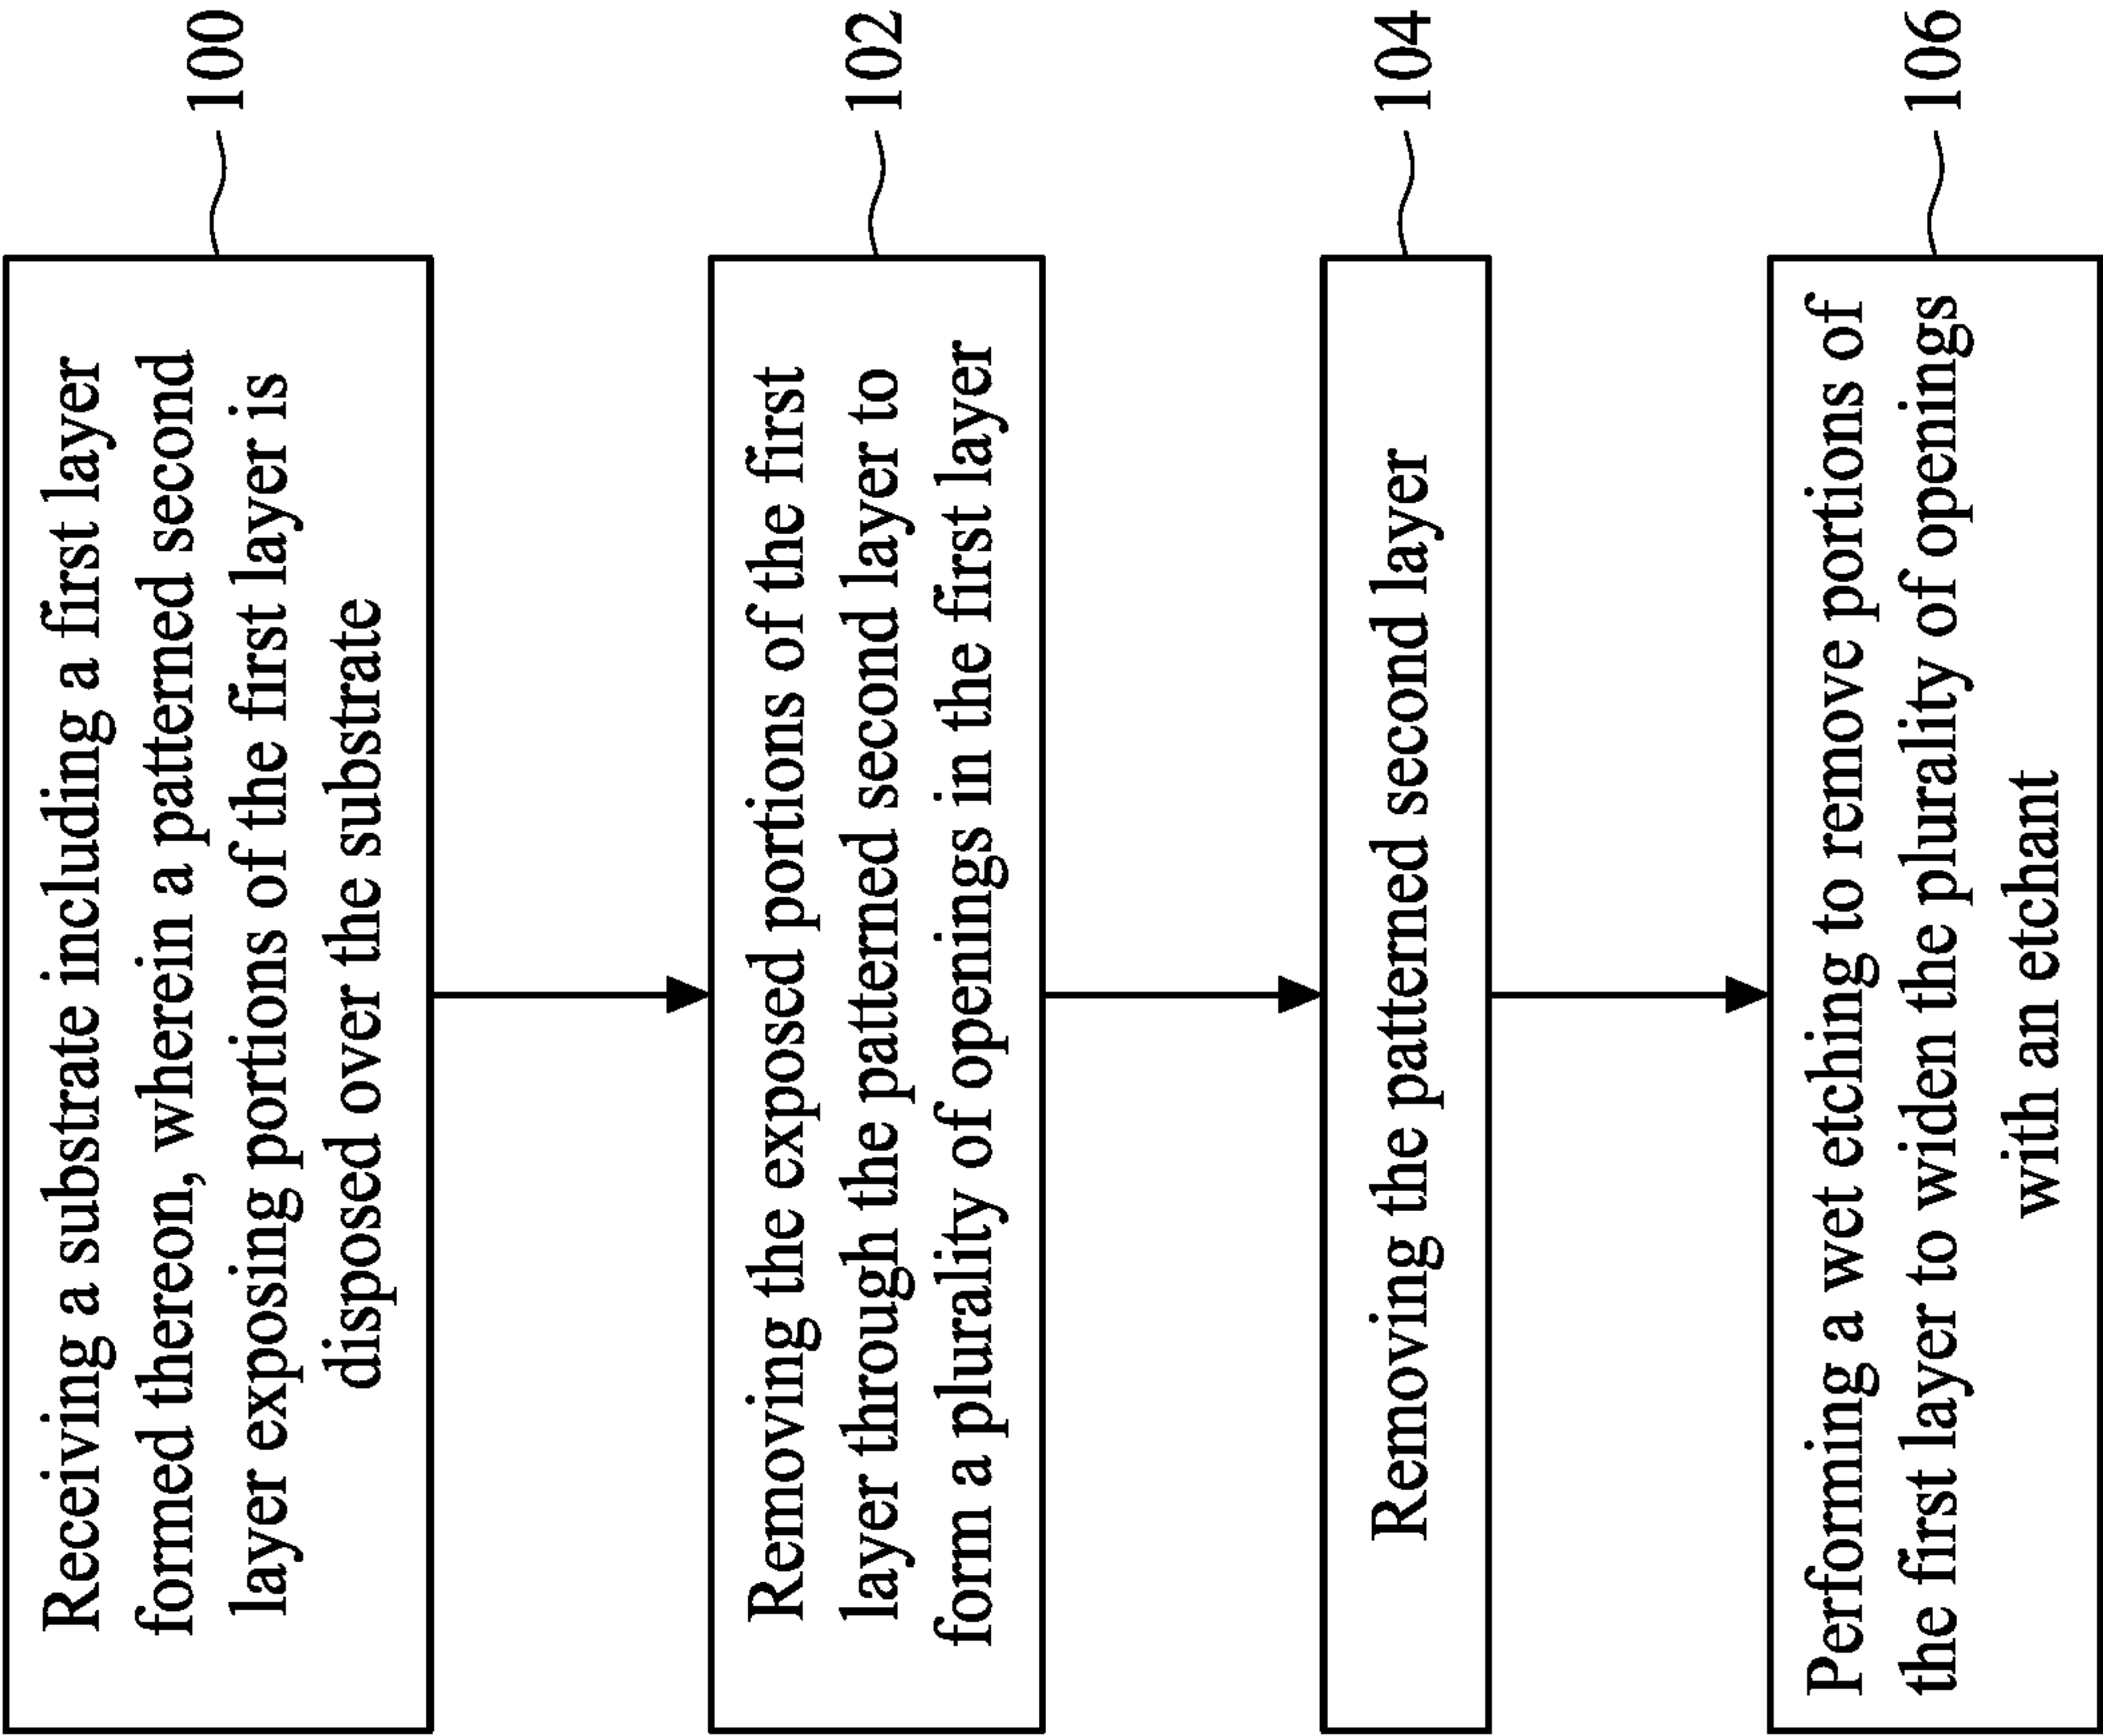 Receiving a substrate including a first layer
formed thereon, wherein a patterned second
layer exposing portions of the first layer is
disposed over the substrate
100
Removing the exposed portions of the first
layer through the patterned second layer to
form a plurality of openings in the first layer
102
Removing the patterned second layer
104
Performing a wet etching to remove portions of
the first layer to widen the plurality of openings
with an etchant
106